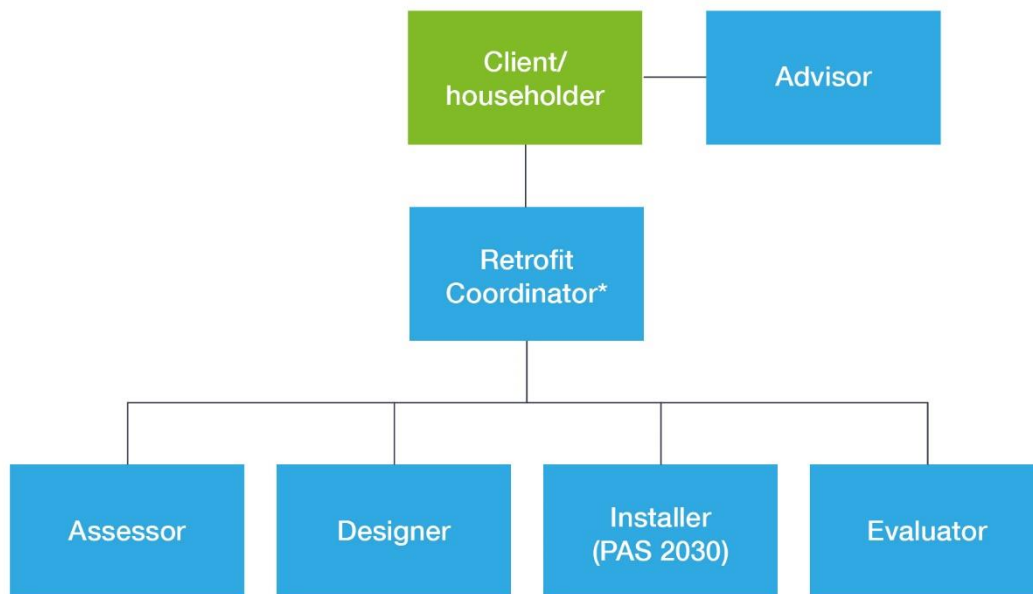 Client/
householder
Advisor
Retrofit
Coordinator*
Assessor
Designer
Installer
(PAS 2030)
Evaluator